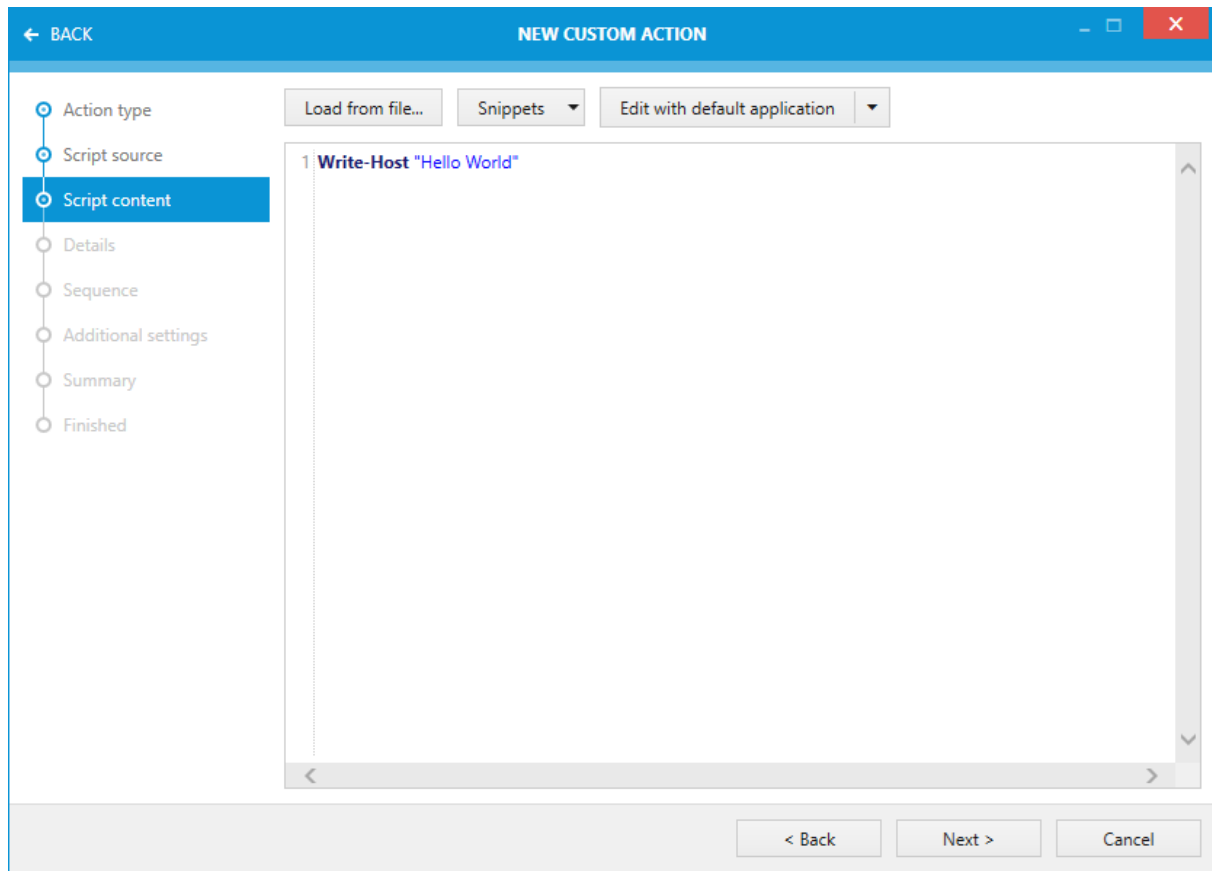 BACK
NEW CUSTOM ACTION
Action type
Script source
Script content
Details
Sequence
Additional settings
Summary
Finished
Load from file... Snippets Edit with default application
1 Write-Host "Hello World"
< Back Next > Cancel